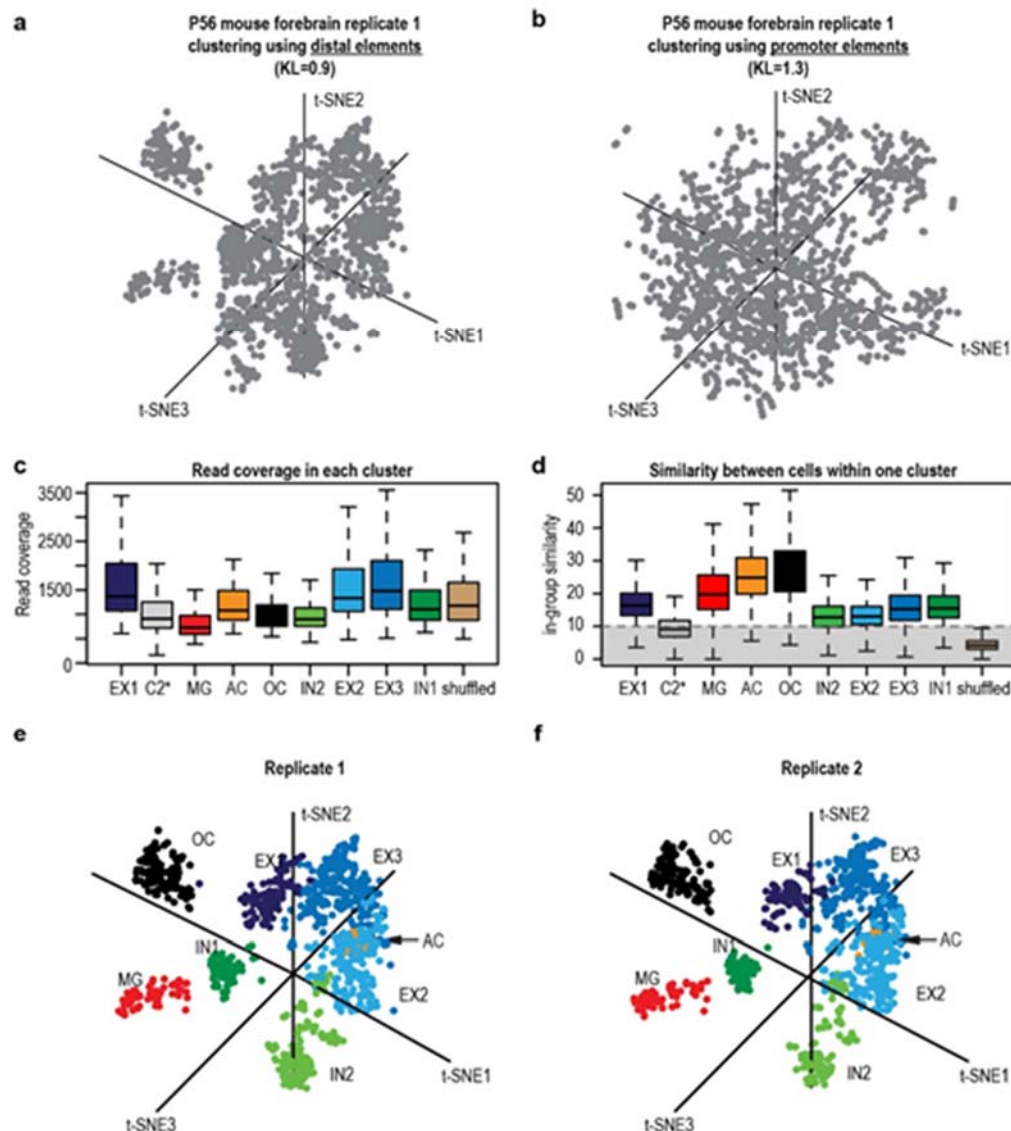 a
P56 mouse forebrain replicate 1
clustering using distal elements
(KL=0.9)
t-SNE2
t-SNE1
t-SNE3
b
P56 mouse forebrain replicate 1
clustering using promoter elements
(KL=1.3)
t-SNE2
t-SNE1
t-SNE3
c
Read coverage in each cluster
Read coverage
3500
2500
1500
0
EX1 C2* MG AC OC IN2 EX2 EX3 IN1 shuffled
d
Similarity between cells within one cluster
in-group similarity
50
40
30
20
10
0
EX1 C2* MG AC OC IN2 EX2 EX3 IN1 shuffled
e
Replicate 1
t-SNE2
OC
EX1
EX3
IN1
AC
MG
EX2
IN2
t-SNE1
t-SNE3
f
Replicate 2
t-SNE2
OC
EX1
EX3
IN1
AC
MG
EX2
IN2
t-SNE1
t-SNE3